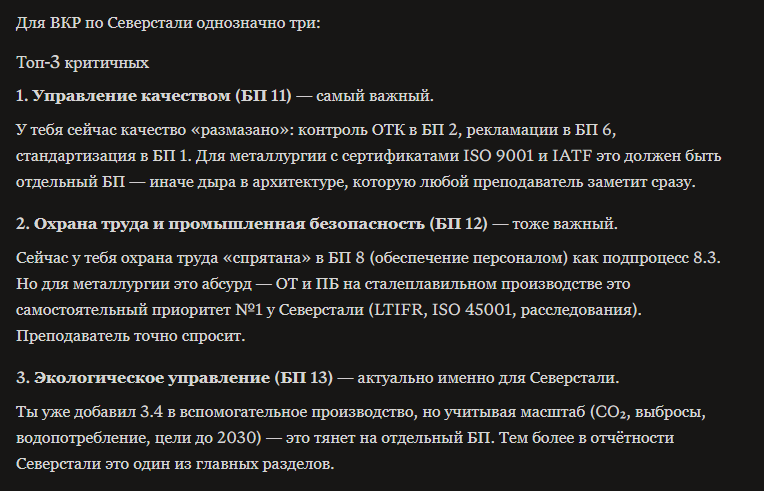 Для ВКР по Северстали однозначно три:
Топ-3 критичных
1. Управление качеством (БП 11) — самый важный.
У тебя сейчас качество «размазано»: контроль ОТК в БП 2, рекламации в БП 6,
стандартизация в БП 1. Для металлургии с сертификатами ISO 9001 и IATF это должен быть
отдельный БП — иначе дыра в архитектуре, которую любой преподаватель заметит сразу.
2. Охрана труда и промышленная безопасность (БП 12) — тоже важный.
Сейчас у тебя охрана труда «спрятана» в БП 8 (обеспечение персоналом) как подпроцесс 8.3.
Но для металлургии это абсурд — ОТ и ПБ на сталеплавильном производстве это
самостоятельный приоритет №1 у Северстали (LTIFR, ISO 45001, расследования).
Преподаватель точно спросит.
3. Экологическое управление (БП 13) — актуально именно для Северстали.
Ты уже добавил 3.4 в вспомогательное производство, но учитывая масштаб (CO₂, выбросы,
водопотребление, цели до 2030) — это тянет на отдельный БП. Тем более в отчётности
Северстали это один из главных разделов.